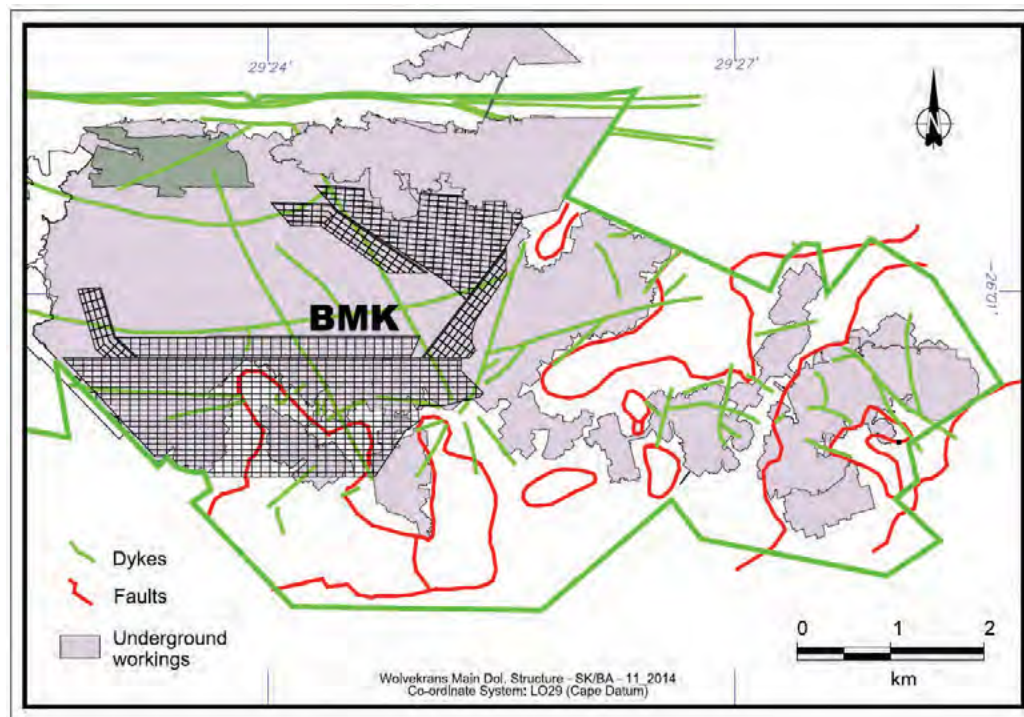 29°24'
29°27'
N
-26°01'
BMK
Dykes
Faults
Underground
workings
0 1 2
km
Wolvekrans Main Dol. Structure - SK/BA - 11_2014
Co-ordinate System: LO29 (Cape Datum)